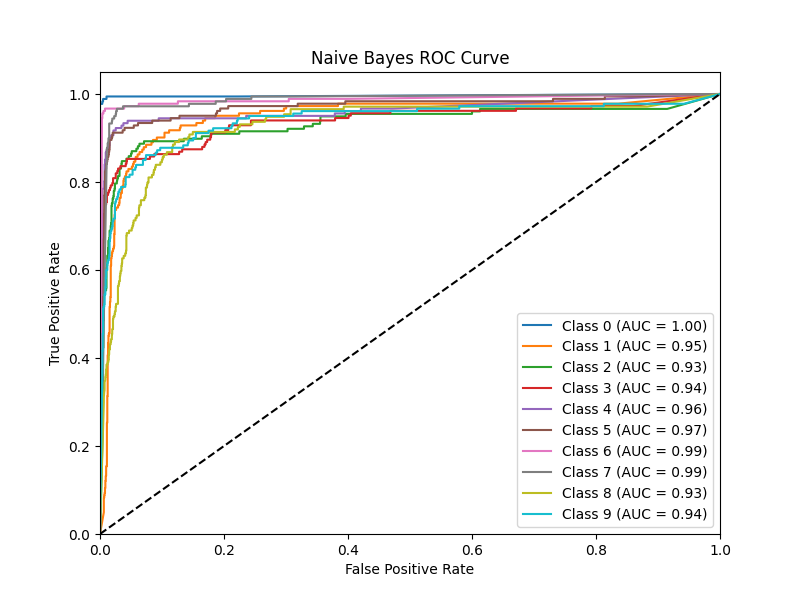 Naive Bayes ROC Curve
True Positive Rate
1.0
0.8
0.6
0.4
0.2
0.0
Class 0 (AUC = 1.00)
Class 1 (AUC = 0.95)
Class 2 (AUC = 0.93)
Class 3 (AUC = 0.94)
Class 4 (AUC = 0.96)
Class 5 (AUC = 0.97)
Class 6 (AUC = 0.99)
Class 7 (AUC = 0.99)
Class 8 (AUC = 0.93)
Class 9 (AUC = 0.94)
0.0 0.2 0.4 0.6 0.8 1.0
False Positive Rate